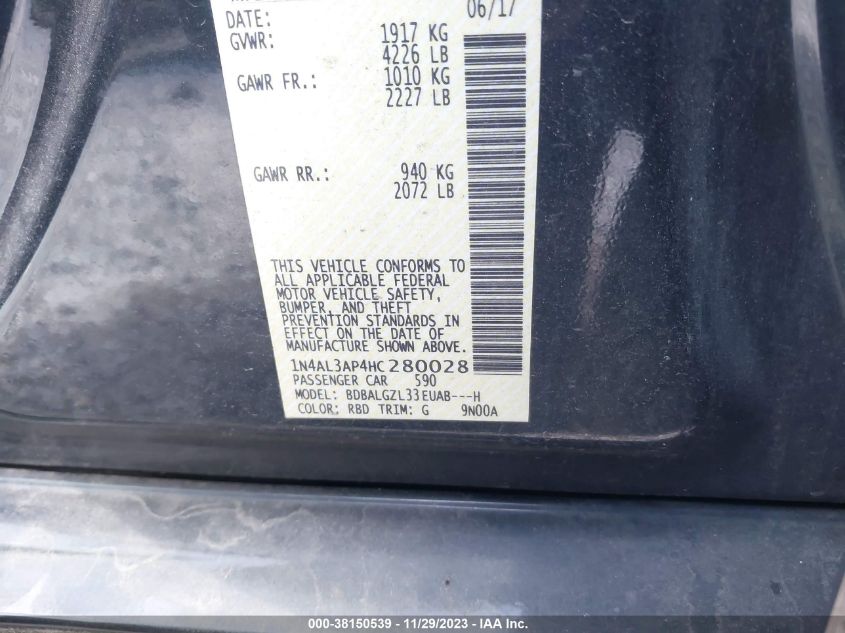 DATE: 06/17
GVWR: 1917 KG
4226 LB
GAWR FR.: 1010 KG
2227 LB
GAWR RR.: 940 KG
2072 LB
THIS VEHICLE CONFORMS TO
ALL APPLICABLE FEDERAL
MOTOR VEHICLE SAFETY,
BUMPER, AND THEFT
PREVENTION STANDARDS IN
EFFECT ON THE DATE OF
MANUFACTURE SHOWN ABOVE.
1N4AL3AP4HC280028
PASSENGER CAR 590
MODEL: BDBALGZL33EUAB---H
COLOR: RBD TRIM: G 9N00A
000-38150539 - 11/29/2023 - IAA Inc.